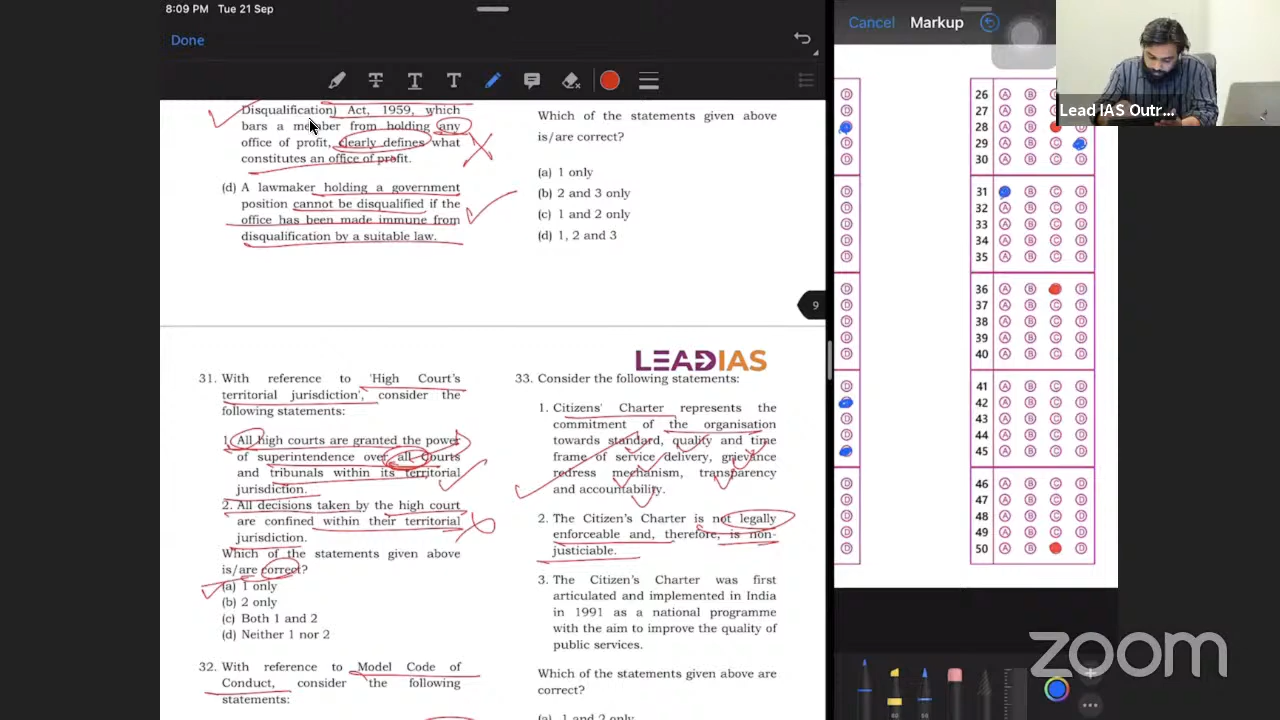 8:09 PM Tue 21 Sep
Done
Disqualification) Act, 1959, which
bars a member from holding any
office of profit, clearly defines what
constitutes an office of profit.
(d) A lawmaker holding a government
position cannot be disqualified if the
office has been made immune from
disqualification by a suitable law.
Which of the statements given above
is/are correct?
(a) 1 only
(b) 2 and 3 only
(c) 1 and 2 only
(d) 1, 2 and 3
9
LEADIAS
31. With reference to 'High Court's
territorial jurisdiction', consider the
following statements:
1. All high courts are granted the power
of superintendence over all courts
and tribunals within its territorial
jurisdiction.
2. All decisions taken by the high court
are confined within their territorial
jurisdiction.
Which of the statements given above
is/are correct?
(a) 1 only
(b) 2 only
(c) Both 1 and 2
(d) Neither 1 nor 2
32. With reference to Model Code of
Conduct, consider the following
statements:
33. Consider the following statements:
1. Citizens' Charter represents the
commitment of the organisation
towards standard, quality and time
frame of service delivery, grievance
redress mechanism, transparency
and accountability.
2. The Citizen's Charter is not legally
enforceable and, therefore, is non-
justiciable.
3. The Citizen's Charter was first
articulated and implemented in India
in 1991 as a national programme
with the aim to improve the quality of
public services.
Which of the statements given above are
correct?
(a) 1 and 2 only
Cancel Markup
26 A B
27 A B
28 A B
29 A B C
30 A B C D
31 B C D
32 A B C D
33 A B C D
34 A B C D
35 A B C D
36 A B D
37 A B C D
38 A B C D
39 A B C D
40 A B C D
41 A B C D
42 A B C D
43 A B C D
44 A B C D
45 A B C D
46 A B C D
47 A B C D
48 A B C D
49 A B C D
50 A B D
Lead IAS Outr...
zoom